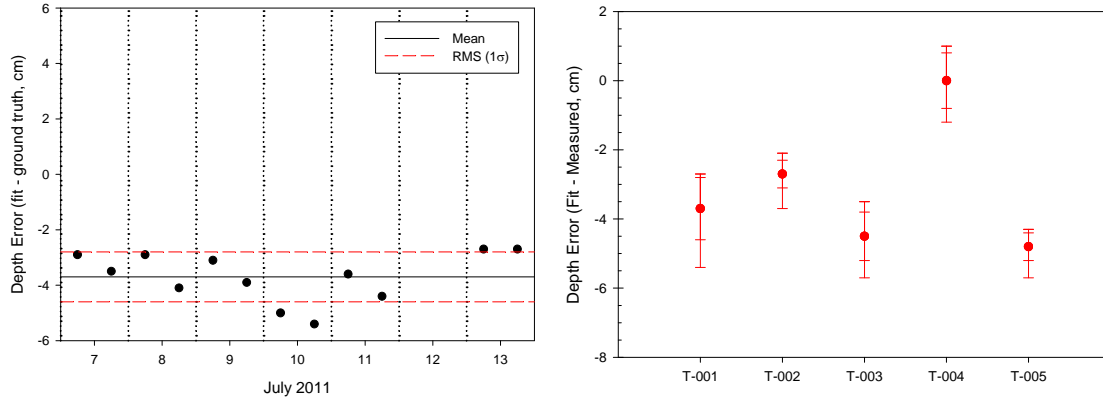 6
4
2
0
-2
-4
-6
Depth Error (fit - ground truth, cm)
Mean
RMS (1σ)
7
8
9
10
11
12
13
July 2011
2
0
-2
-4
-6
-8
Depth Error (Fit - Measured, cm)
T-001
T-002
T-003
T-004
T-005